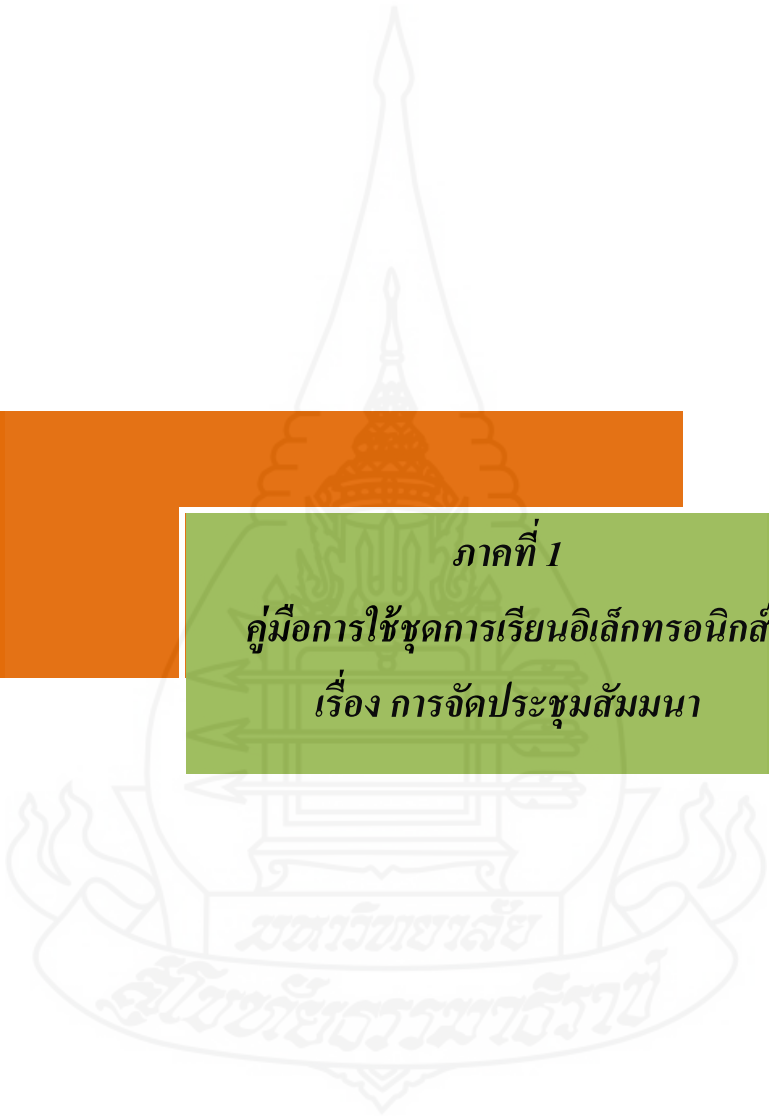 ภาคที่ 1
คู่มือการใช้ชุดการเรียนอิเล็กทรอนิกส์
เรื่อง การจัดประชุมสัมมนา
มหาวิทยาลัย
สุโขทัยธรรมาธิราช